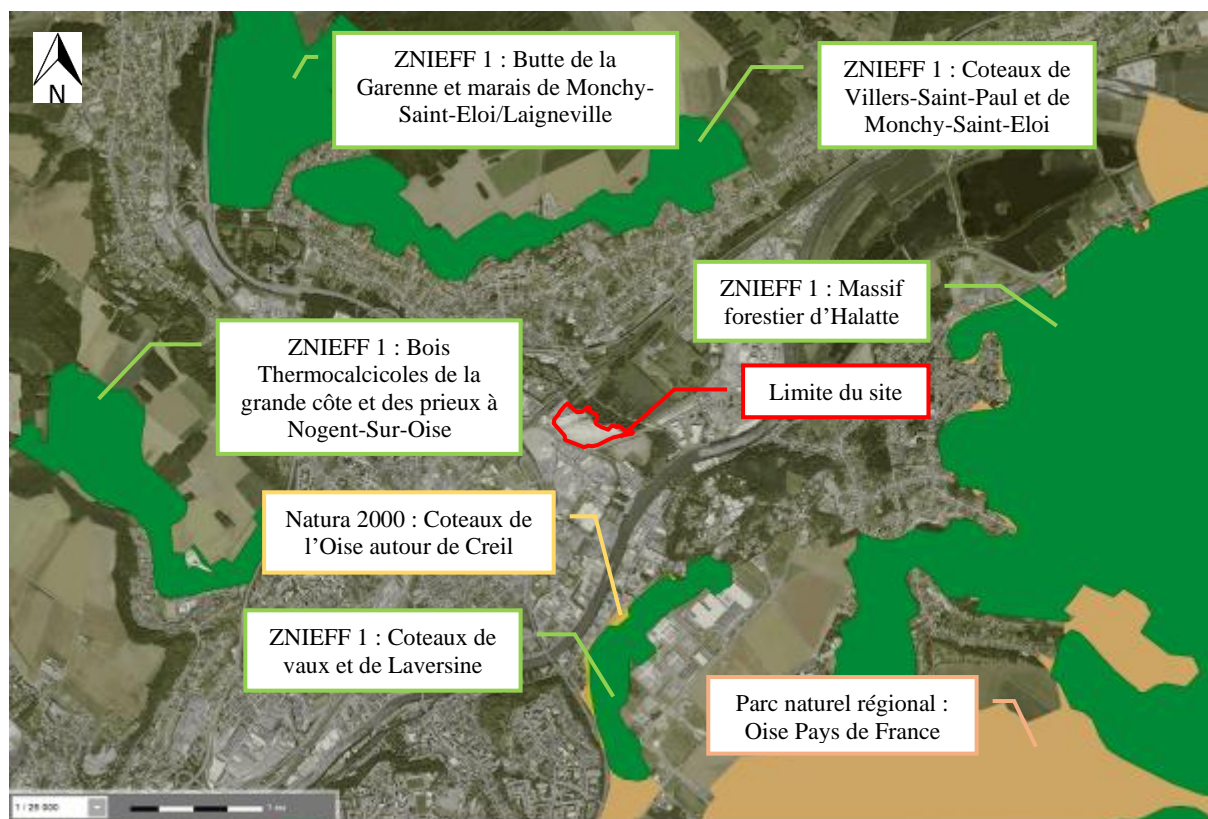 N
ZNIEFF 1 : Butte de la
Garenne et marais de Monchy-
Saint-Eloi/Laigneville
ZNIEFF 1 : Coteaux de
Villers-Saint-Paul et de
Monchy-Saint-Eloi
ZNIEFF 1 : Massif
forestier d’Halatte
ZNIEFF 1 : Bois
Thermocalcicoles de la
grande côte et des prieux à
Nogent-Sur-Oise
Limite du site
Natura 2000 : Coteaux de
l’Oise autour de Creil
ZNIEFF 1 : Coteaux de
vaux et de Laversine
Parc naturel régional :
Oise Pays de France
1 / 25 000